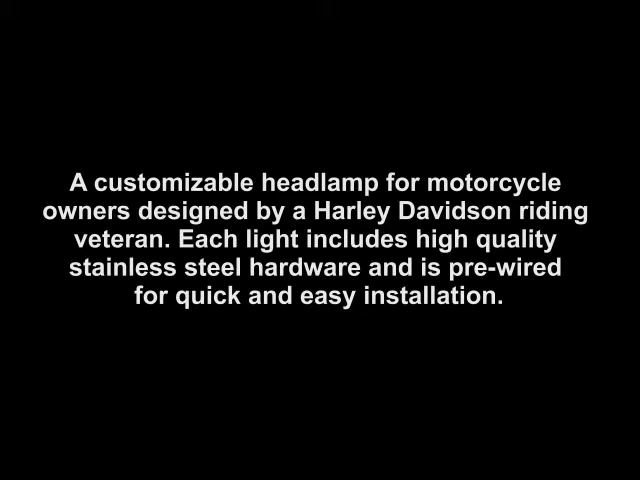 A customizable headlamp for motorcycle
owners designed by a Harley Davidson riding
veteran. Each light includes high quality
stainless steel hardware and is pre-wired
for quick and easy installation.